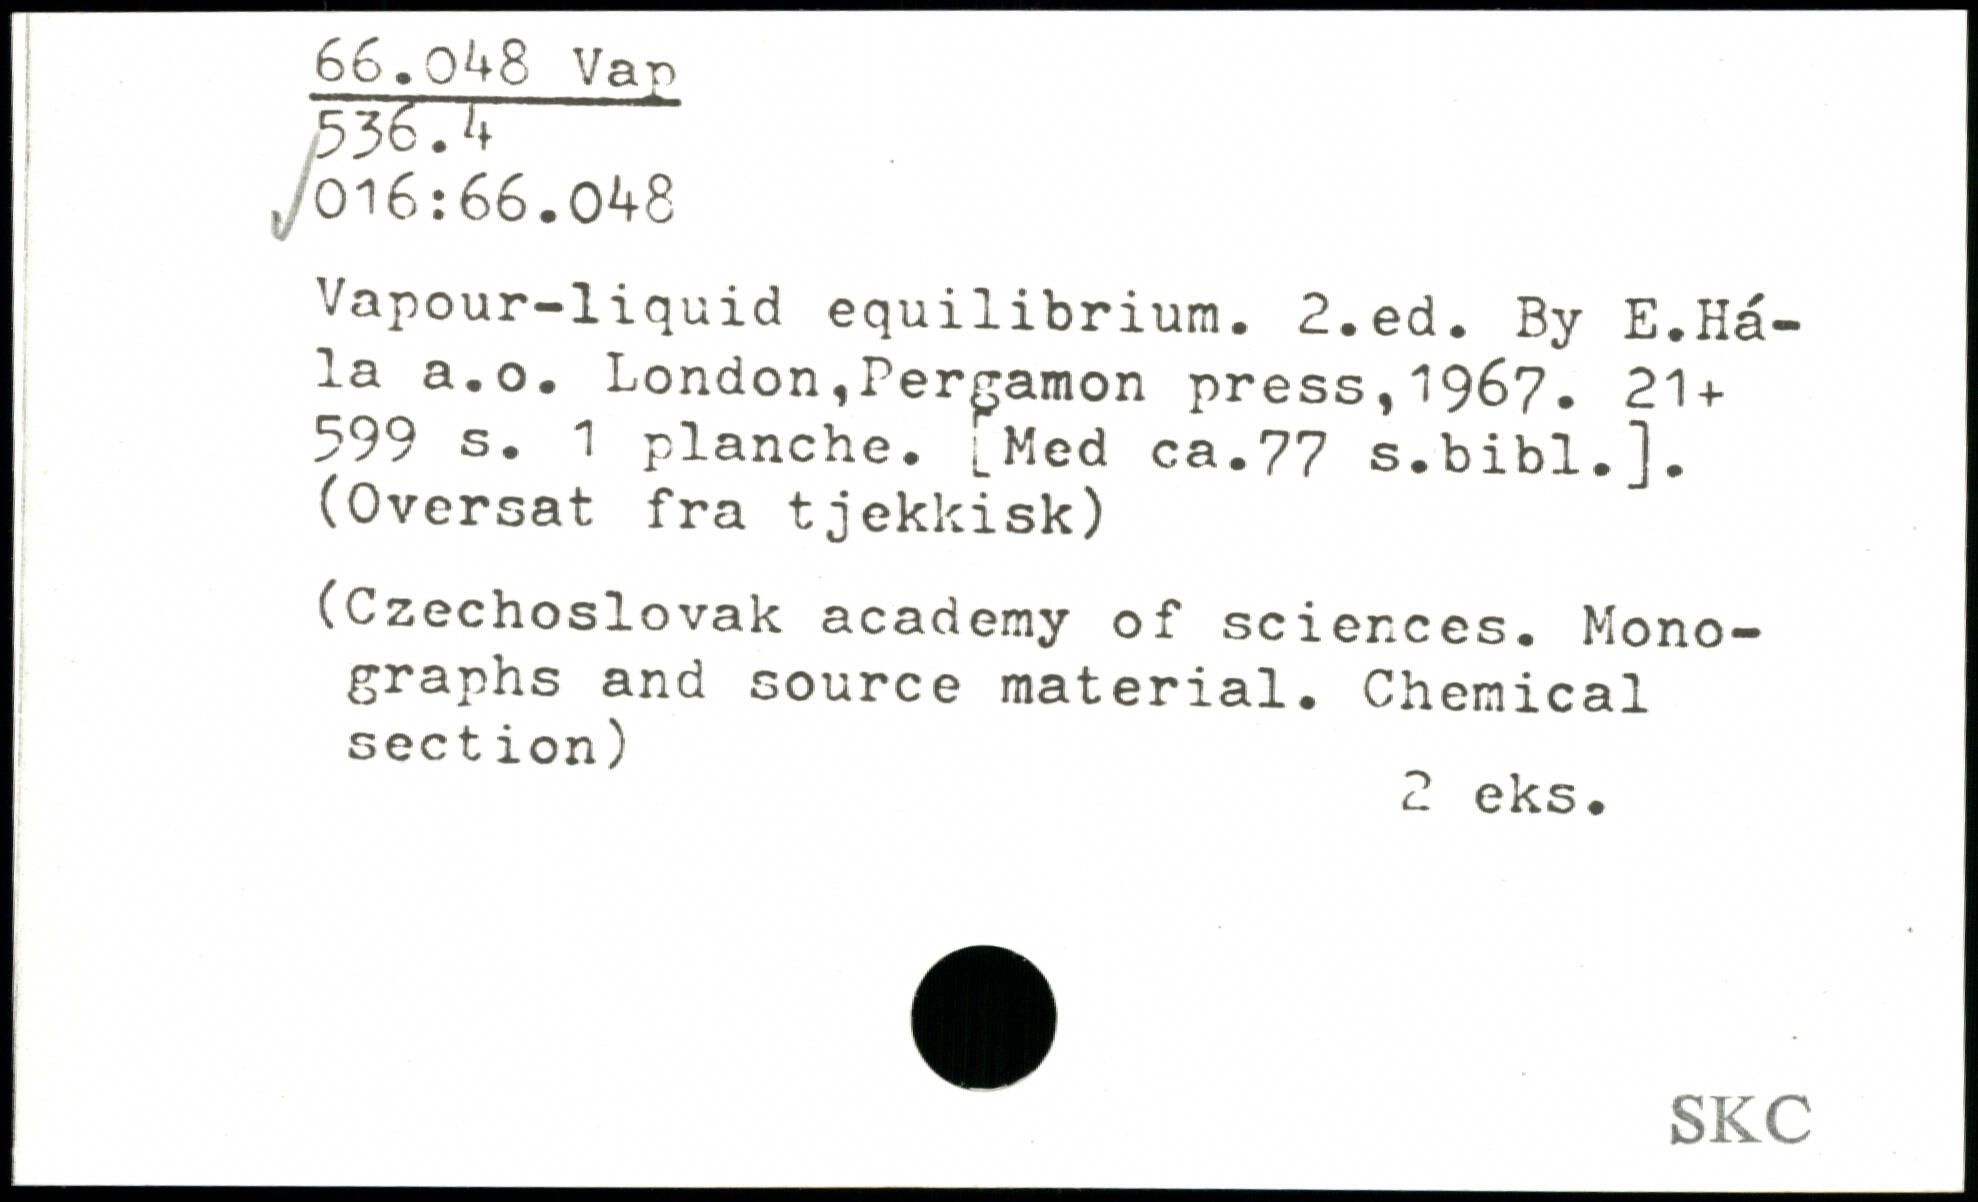 66.048 Vap
536.4
016:66.048
Vapour-liquid equilibrium. 2.ed. By E.Há-
la a.o. London,Pergamon press,1967. 21+
599 s. 1 planche. [Med ca.77 s.bibl.].
(Oversat fra tjekkisk)
(Czechoslovak academy of sciences. Mono-
graphs and source material. Chemical
section)
2 eks.
SKC